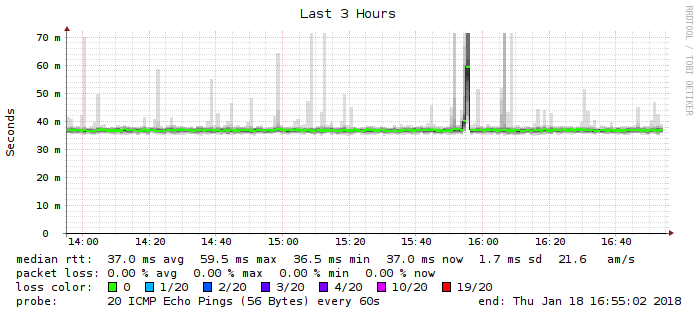 Last 3 Hours
RRDTOOL / TOBI OETIKER
Seconds
70 m
60 m
50 m
40 m
30 m
20 m
10 m
0
14:00 14:20 14:40 15:00 15:20 15:40 16:00 16:20 16:40
median rtt: 37.0 ms avg 59.5 ms max 36.5 ms min 37.0 ms now 1.7 ms sd 21.6 am/s
packet loss: 0.00 % avg 0.00 % max 0.00 % min 0.00 % now
loss color: 0 1/20 2/20 3/20 4/20 10/20 19/20
probe: 20 ICMP Echo Pings (56 Bytes) every 60s end: Thu Jan 18 16:55:02 2018